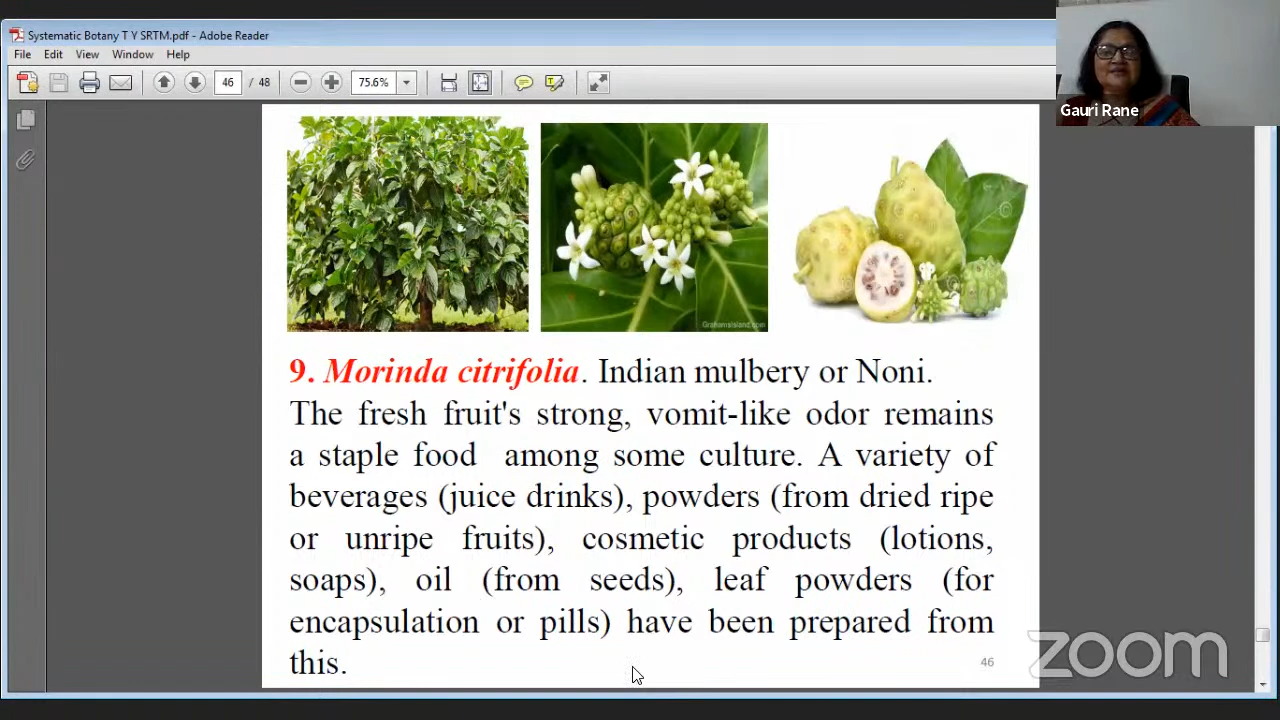 Systematic Botany T Y SRTM.pdf - Adobe Reader
File Edit View Window Help
46 / 48 75.6%
Gauri Rane
GrahamsIsland.com
9. Morinda citrifolia. Indian mulbery or Noni.
The fresh fruit's strong, vomit-like odor remains
a staple food among some culture. A variety of
beverages (juice drinks), powders (from dried ripe
or unripe fruits), cosmetic products (lotions,
soaps), oil (from seeds), leaf powders (for
encapsulation or pills) have been prepared from
this.
46
zoom